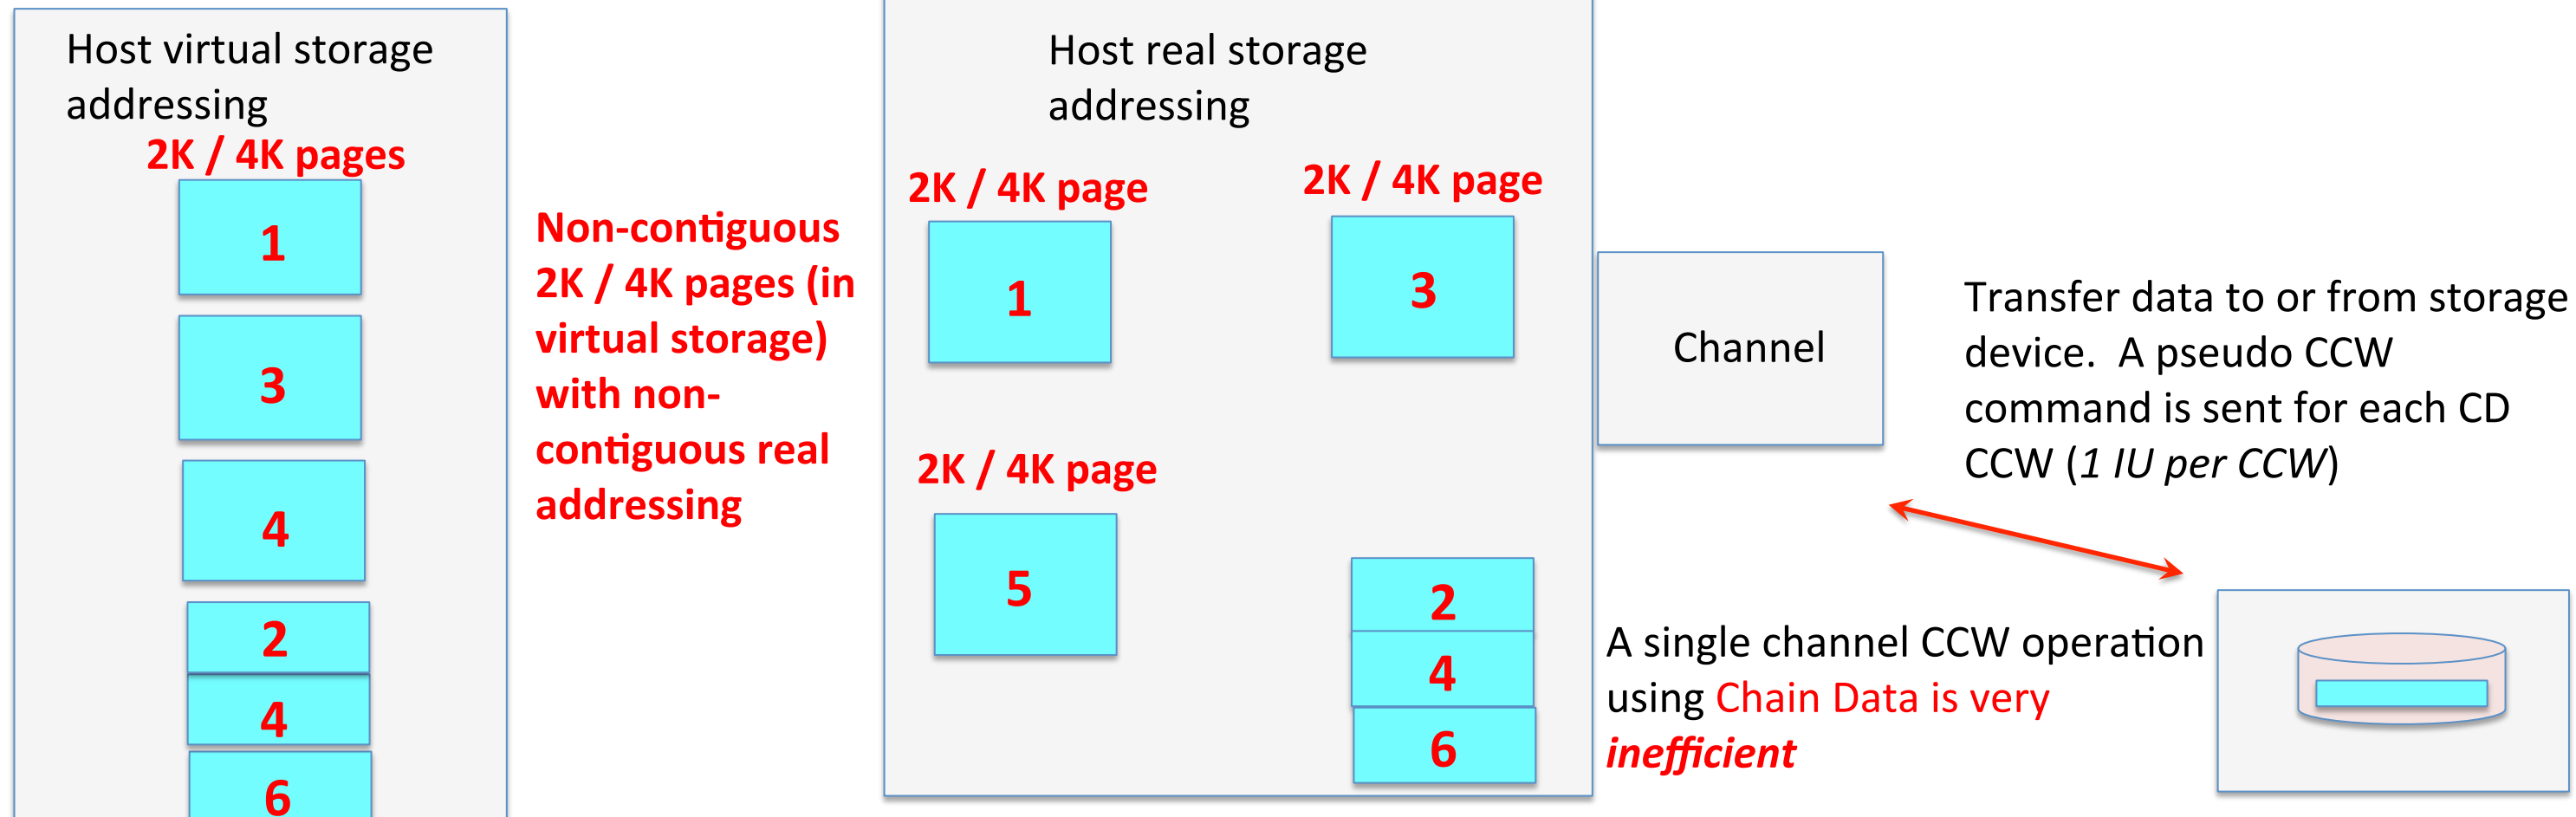 Host virtual storage
addressing
2K / 4K pages
1
3
4
2
4
6
Non-contiguous
2K / 4K pages (in
virtual storage)
with non-
contiguous real
addressing
Host real storage
addressing
2K / 4K page
1
2K / 4K page
3
2K / 4K page
5
2
4
6
Channel
Transfer data to or from storage
device.  A pseudo CCW
command is sent for each CD
CCW (1 IU per CCW)
A single channel CCW operation
using Chain Data is very
inefficient